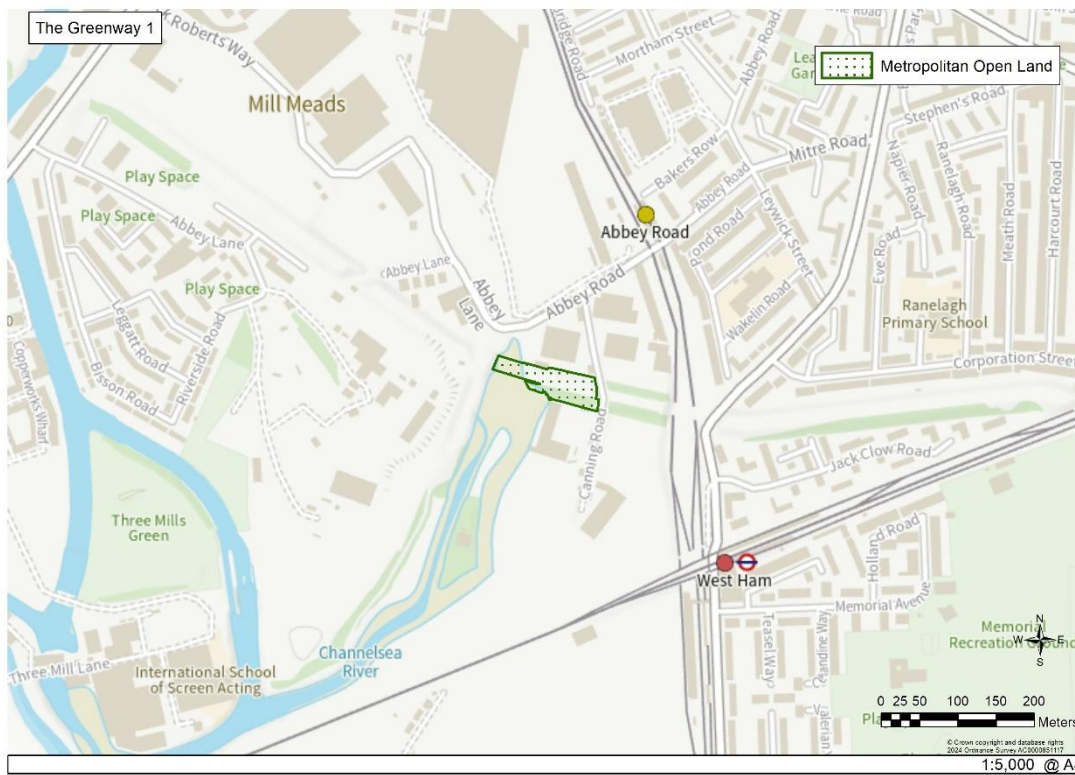 The Greenway 1
Metropolitan Open Land
Roberts Way
Mill Meads
Mortham Street
Abbey Road
Stephen's Road
Mitre Road
Bakers Row
Abbey Road
Napier Road
Ranelagh Road
Meath Road
Harcourt Road
Play Space
Play Space
Abbey Lane
Abbey Road
Pond Road
Leywick Street
Eve Road
Abbey Lane
Abbey Lane
Abbey Road
Play Space
Wakelin Road
Ranelagh
Primary School
Leggatt Road
Riverside Road
Bisson Road
Copperworks Wharf
Corporation Street
Canning Road
Jack Clow Road
Three Mills
Green
West Ham
Holland Road
Memorial Avenue
Teasel Way
Memorial
Three Mill Lane
International School
of Screen Acting
Channelsea
River
N
W E
S
0 25 50 100 150 200
Meters
© Crown copyright and database rights
2024 Ordnance Survey AC0000851117
1:5,000 @ A